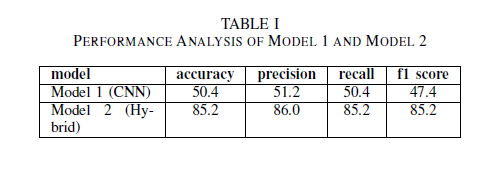 TABLE I
PERFORMANCE ANALYSIS OF MODEL 1 AND MODEL 2
model accuracy precision recall f1 score
Model 1 (CNN) 50.4 51.2 50.4 47.4
Model 2 (Hy- 85.2 86.0 85.2 85.2
brid)